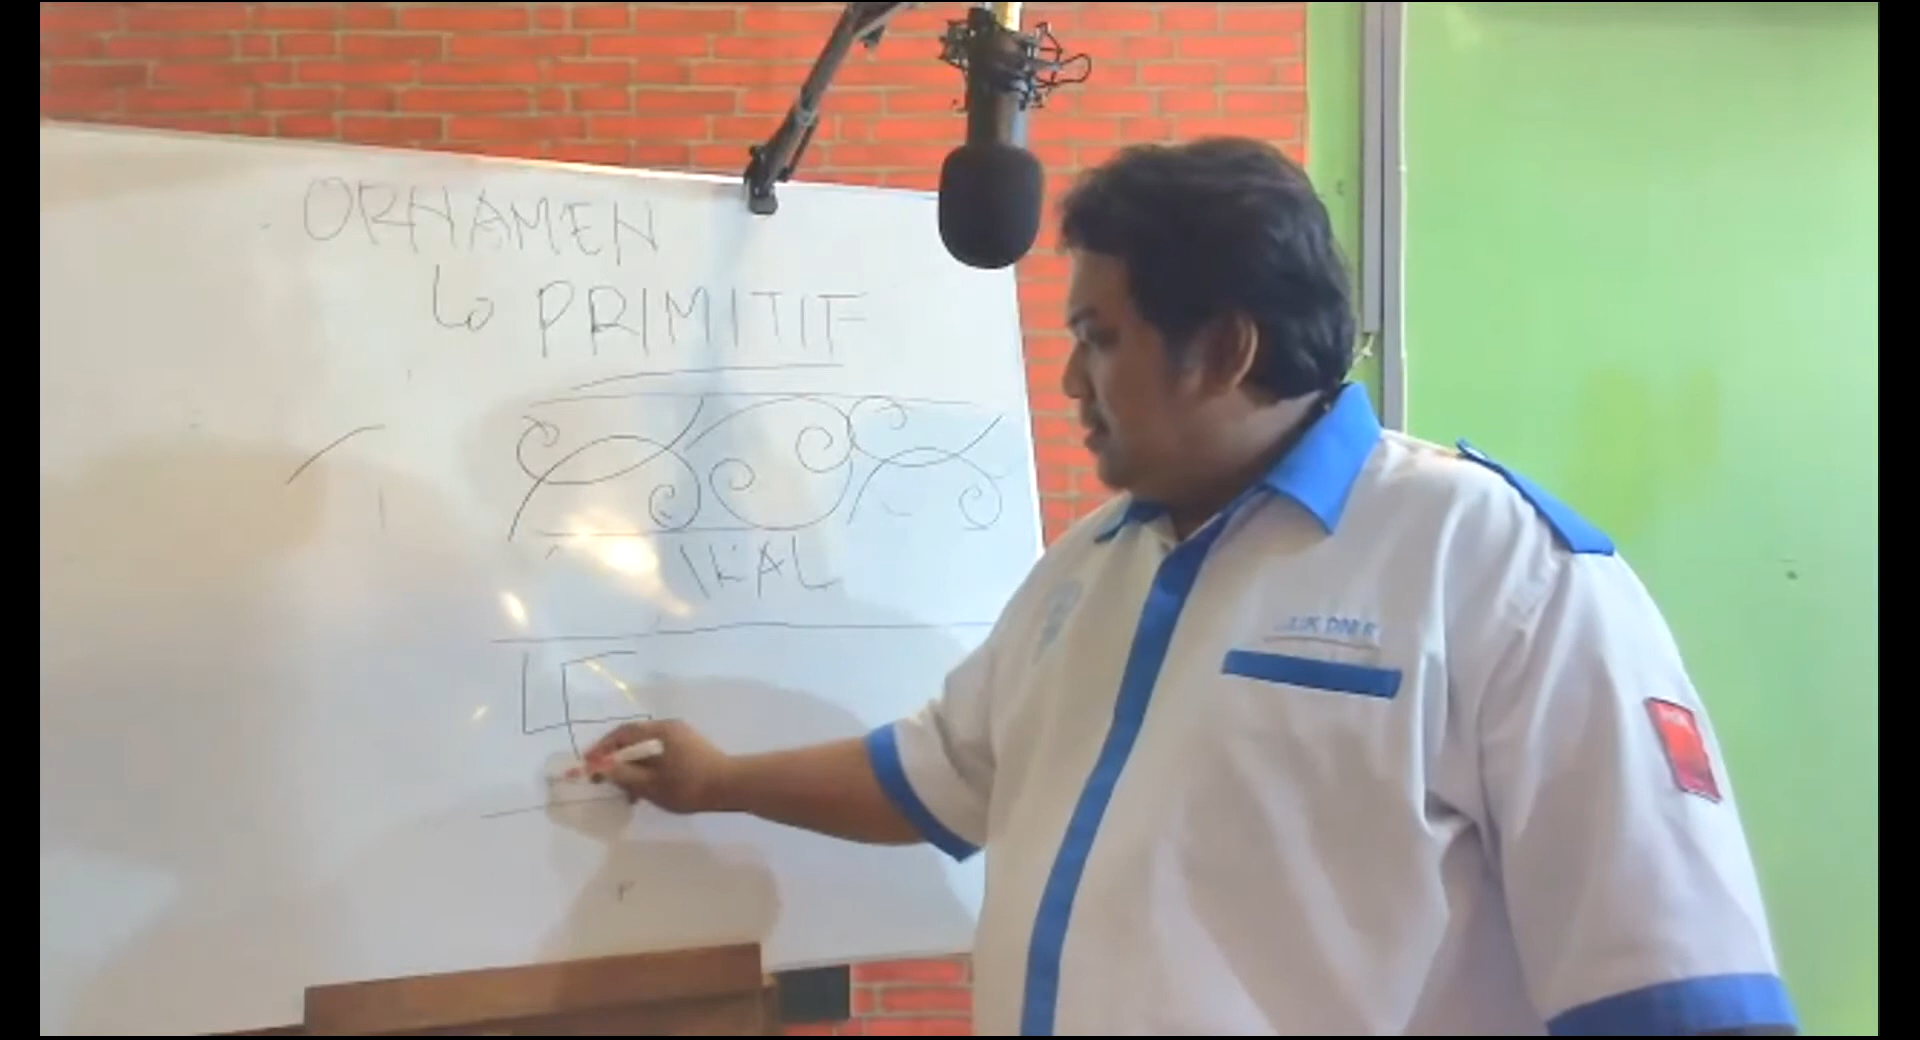 ORNAMEN
↳ PRIMITIF
IKAL